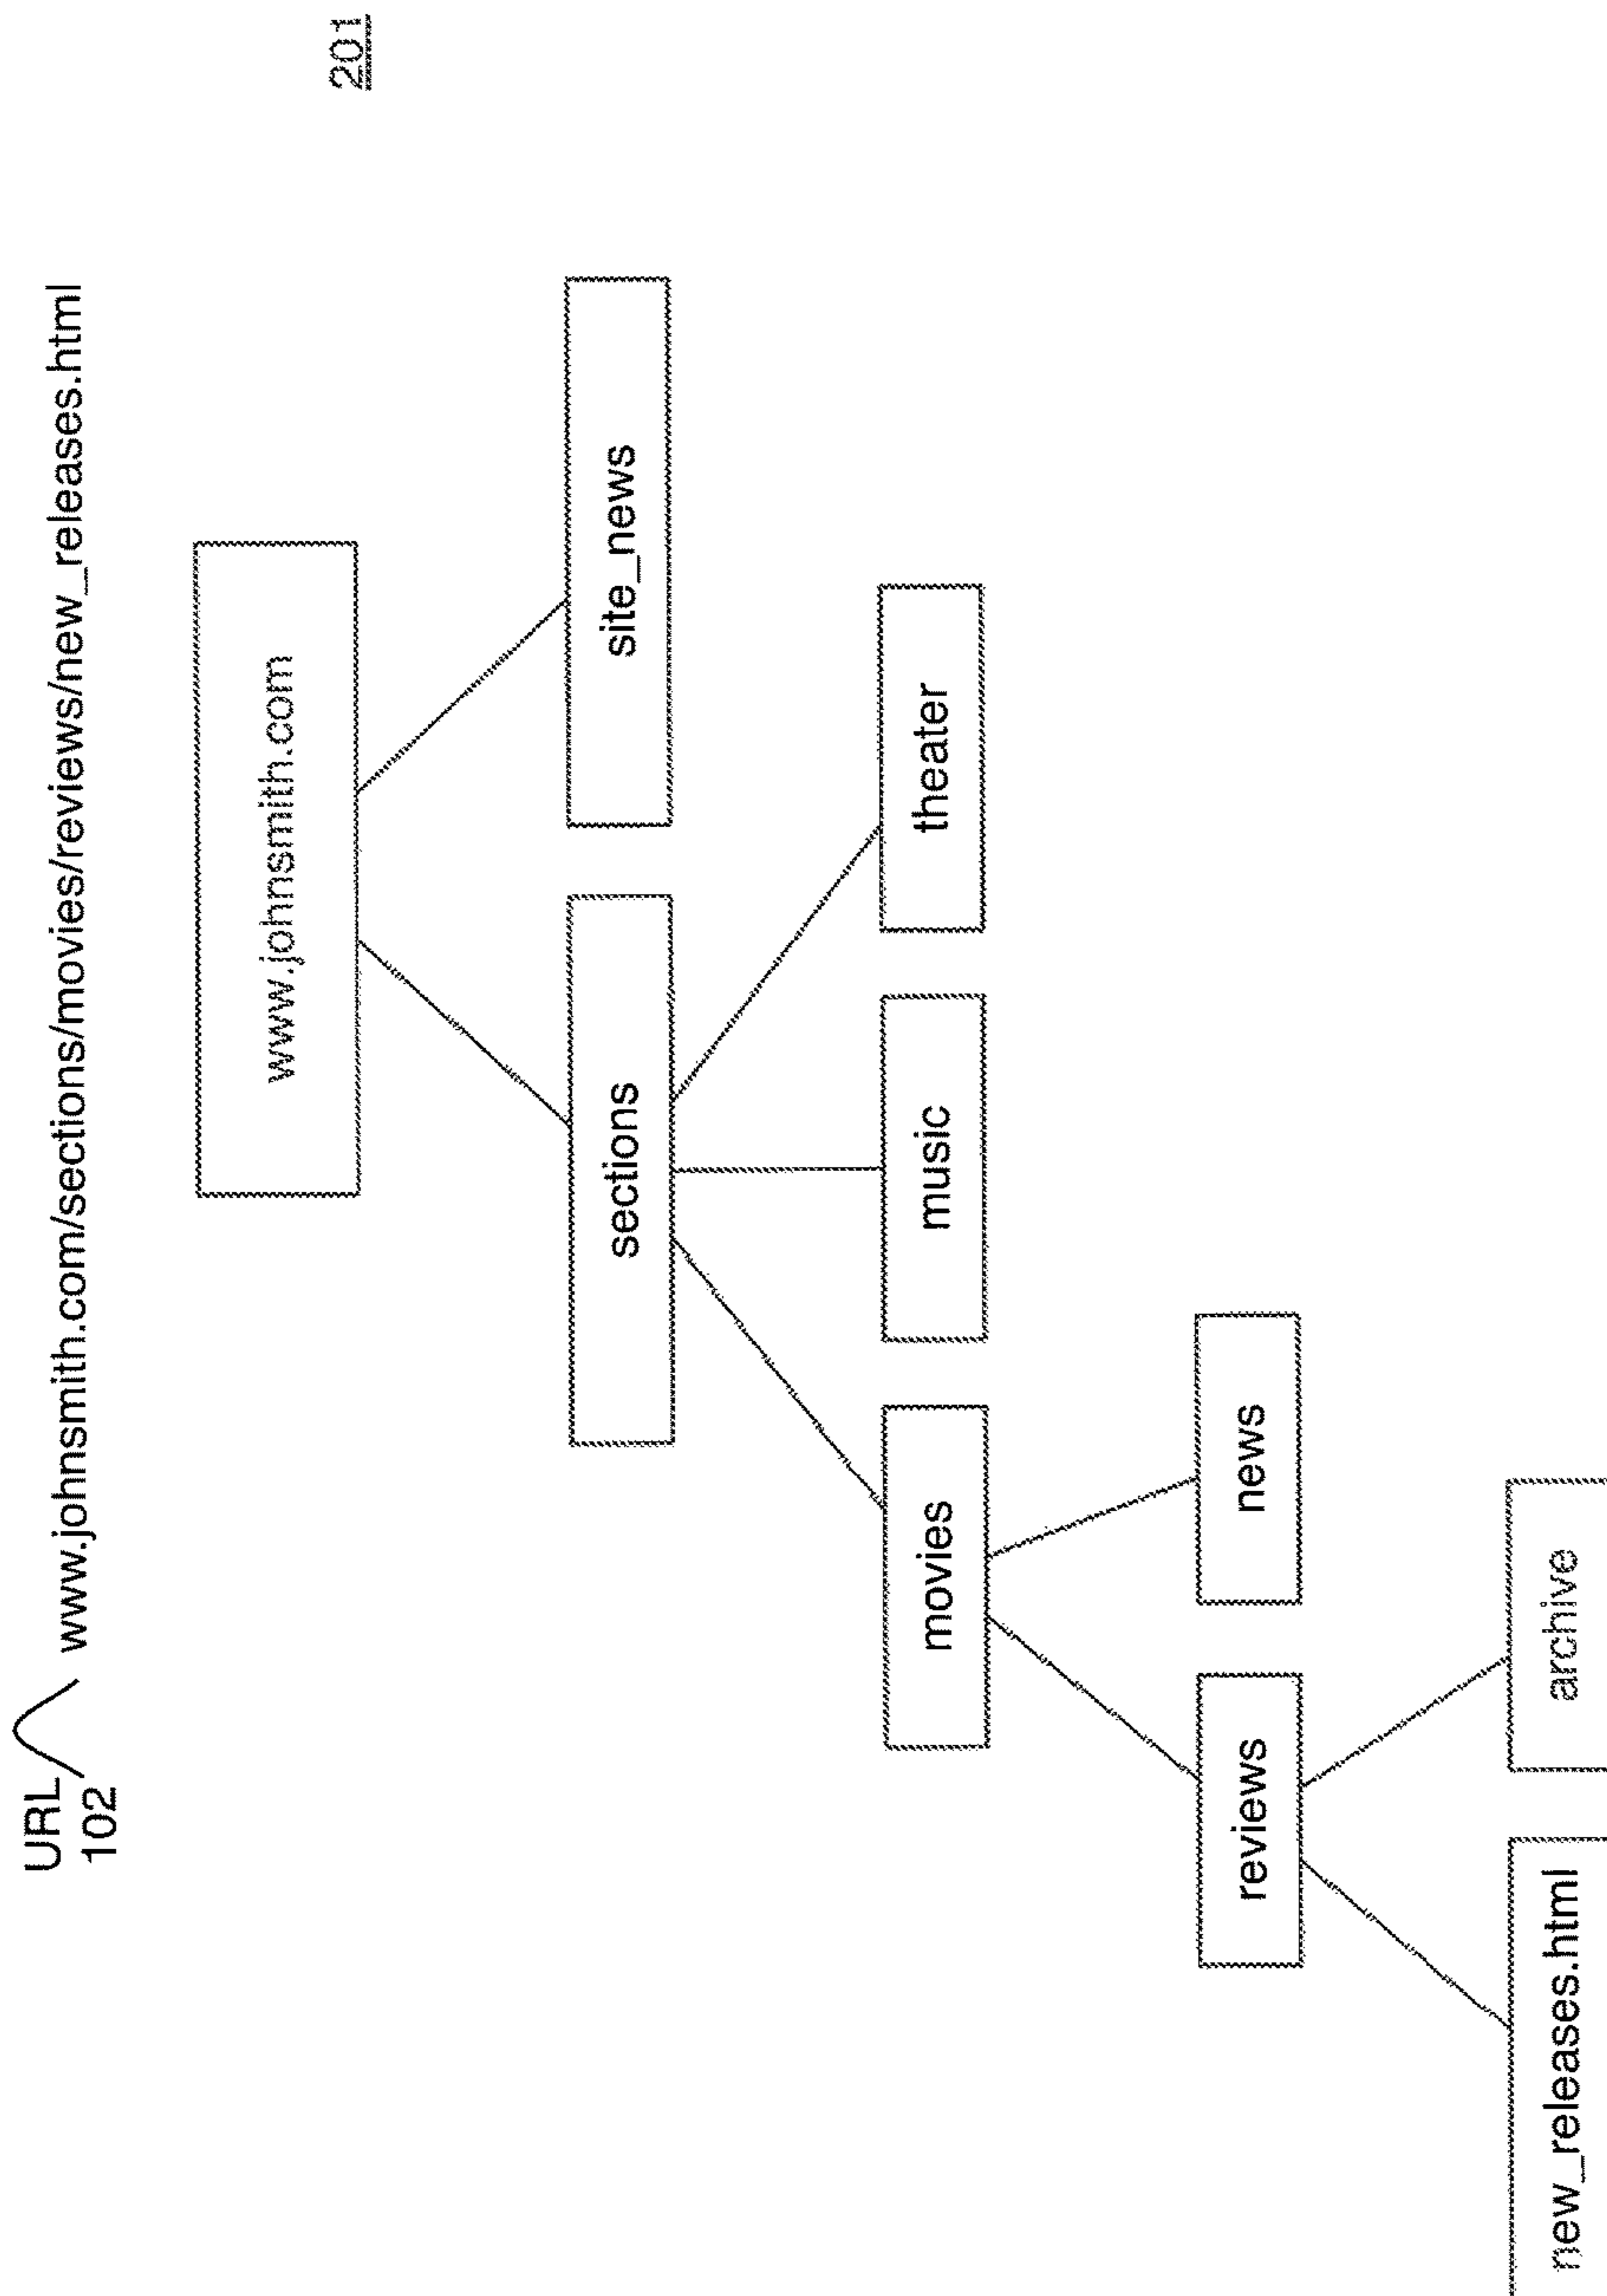 URL
102
www.johnsmith.com/sections/movies/reviews/new_releases.html
201
www.johnsmith.com
sections
site_news
movies
music
theater
reviews
news
new_releases.html
archive